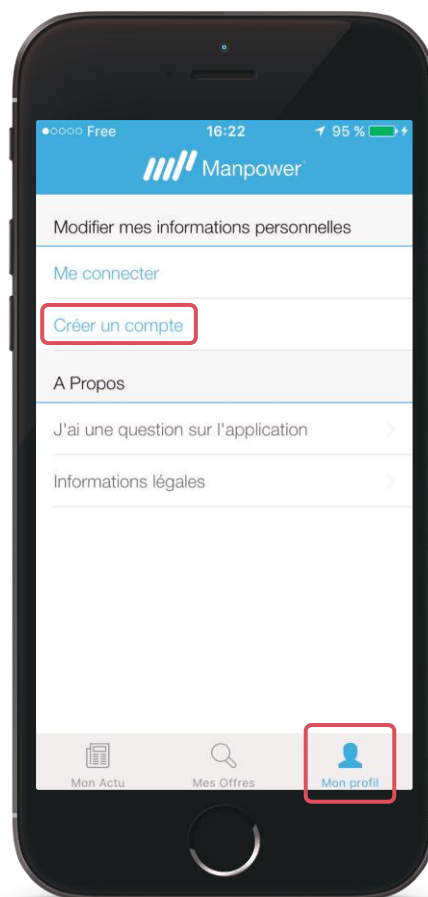 Free 16:22 95 %
Manpower
Modifier mes informations personnelles
Me connecter
Créer un compte
A Propos
J'ai une question sur l'application
Informations légales
Mon Actu Mes Offres Mon profil